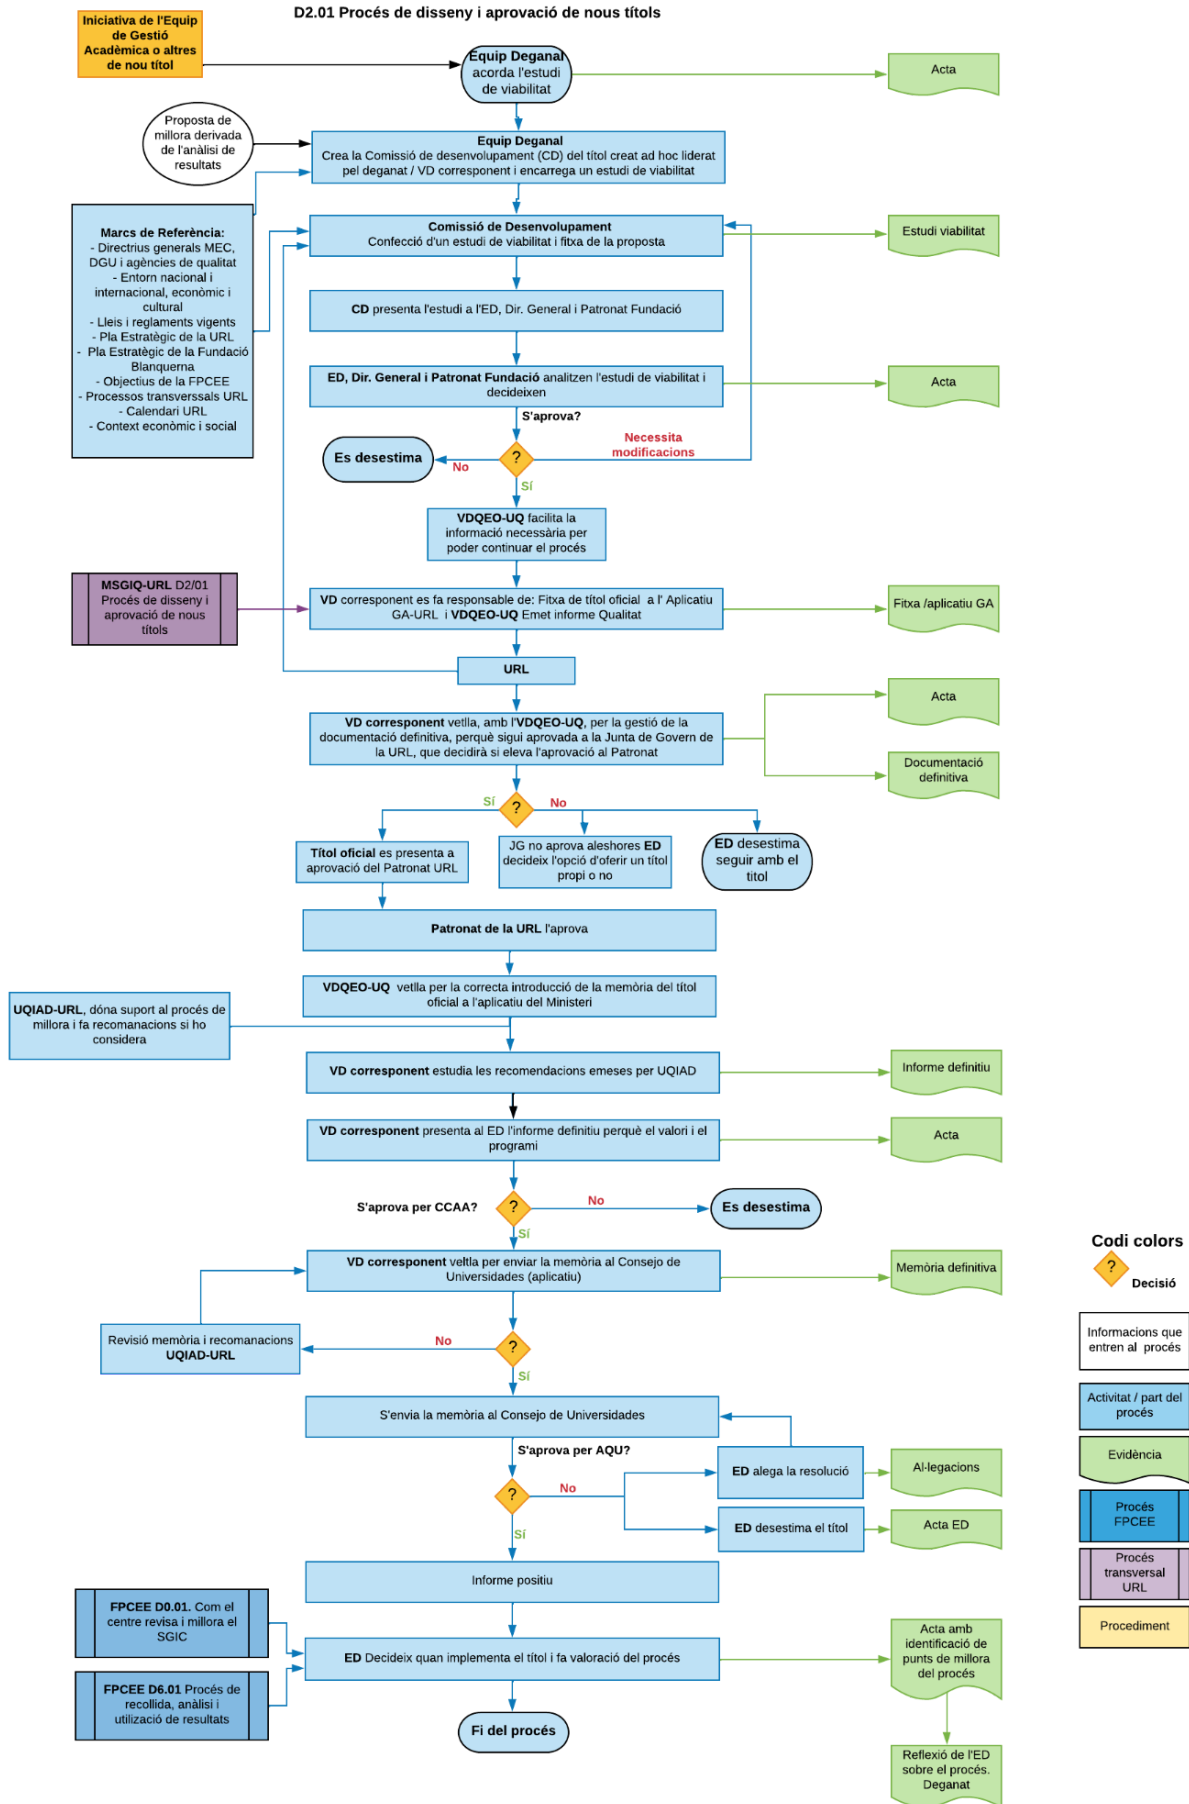 D2.01 Procés de disseny i aprovació de nous títols
Iniciativa de l'Equip
de Gestió
Acadèmica o altres
de nou títol
Equip Deganal
acorda l'estudi
de viabilitat
Acta
Proposta de
millora derivada
de l'anàlisi de
resultats
Equip Deganal
Crea la Comissió de desenvolupament (CD) del títol creat ad hoc liderat
pel deganat / VD corresponent i encarrega un estudi de viabilitat
Marcs de Referència:
- Directrius generals MEC,
DGU i agències de qualitat
- Entorn nacional i
internacional, econòmic i
cultural
- Lleis i reglaments vigents
- Pla Estratègic de la URL
- Pla Estratègic de la Fundació
Blanquerna
- Objectius de la FPCEE
- Processos transverssals URL
- Calendari URL
- Context econòmic i social
Comissió de Desenvolupament
Confecció d'un estudi de viabilitat i fitxa de la proposta
Estudi viabilitat
CD presenta l'estudi a l'ED, Dir. General i Patronat Fundació
ED, Dir. General i Patronat Fundació analitzen l'estudi de viabilitat i
decideixen
Acta
S'aprova?
Necessita
modificacions
Es desestima
No
?
Sí
VDQEO-UQ facilita la
informació necessària per
poder continuar el procés
MSGIQ-URL D2/01
Procés de disseny i
aprovació de nous
títols
VD corresponent es fa responsable de: Fitxa de títol oficial a l' Aplicatiu
GA-URL i VDQEO-UQ Emet informe Qualitat
Fitxa /aplicatiu GA
URL
VD corresponent vetlla, amb l'VDQEO-UQ, per la gestió de la
documentació definitiva, perquè sigui aprovada a la Junta de Govern de
la URL, que decidirà si eleva l'aprovació al Patronat
Acta
Documentació
definitiva
Sí
?
No
Títol oficial es presenta a
aprovació del Patronat URL
JG no aprova aleshores ED
decideix l'opció d'oferir un títol
propi o no
ED desestima
seguir amb el
titol
Patronat de la URL l'aprova
VDQEO-UQ vetlla per la correcta introducció de la memòria del títol
oficial a l'aplicatiu del Ministeri
UQIAD-URL, dóna suport al procés de
millora i fa recomanacions si ho
considera
VD corresponent estudia les recomendacions emeses per UQIAD
Informe definitiu
VD corresponent presenta al ED l'informe definitiu perquè el valori i el
programi
Acta
S'aprova per CCAA?
?
No
Es desestima
Sí
VD corresponent veltla per enviar la memòria al Consejo de
Universidades (aplicatiu)
Memòria definitiva
Revisió memòria i recomanacions
UQIAD-URL
No
?
Sí
S'envia la memòria al Consejo de Universidades
S'aprova per AQU?
ED alega la resolució
Al·legacions
?
No
ED desestima el títol
Acta ED
Sí
Informe positiu
FPCEE D0.01. Com el
centre revisa i millora el
SGIC
ED Decideix quan implementa el títol i fa valoració del procés
Acta amb
identificació de
punts de millora
del procés
FPCEE D6.01 Procés de
recollida, anàlisi i
utilizació de resultats
Fi del procés
Reflexió de l'ED
sobre el procés.
Deganat
Codi colors
?
Decisió
Informacions que
entren al procés
Activitat / part del
procés
Evidència
Procés
FPCEE
Procés
transversal
URL
Procediment